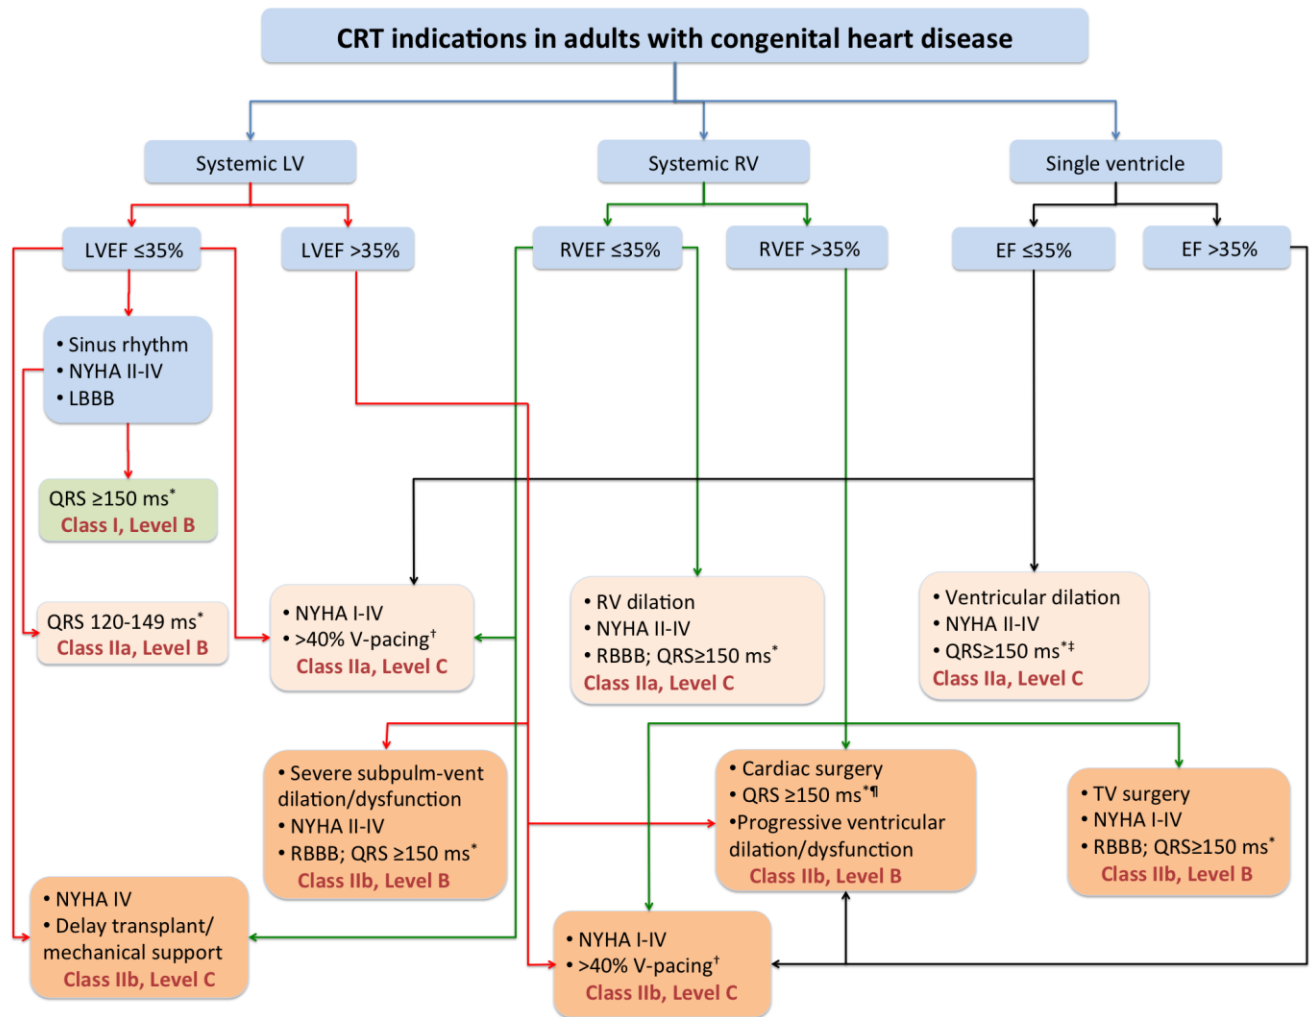 CRT indications in adults with congenital heart disease
Systemic LV
Systemic RV
Single ventricle
LVEF ≤35%
LVEF >35%
RVEF ≤35%
RVEF >35%
EF ≤35%
EF >35%
• Sinus rhythm
• NYHA II-IV
• LBBB
QRS ≥150 ms*
Class I, Level B
QRS 120-149 ms*
Class IIa, Level B
• NYHA I-IV
• >40% V-pacing†
Class IIa, Level C
• RV dilation
• NYHA II-IV
• RBBB; QRS≥150 ms*
Class IIa, Level C
• Ventricular dilation
• NYHA II-IV
• QRS≥150 ms*‡
Class IIa, Level C
• Severe subpulm-vent
dilation/dysfunction
• NYHA II-IV
• RBBB; QRS ≥150 ms*
Class IIb, Level B
• Cardiac surgery
• QRS ≥150 ms*¶
•Progressive ventricular
dilation/dysfunction
Class IIb, Level B
• TV surgery
• NYHA I-IV
• RBBB; QRS≥150 ms*
Class IIb, Level B
• NYHA IV
• Delay transplant/
mechanical support
Class IIb, Level C
• NYHA I-IV
• >40% V-pacing†
Class IIb, Level C